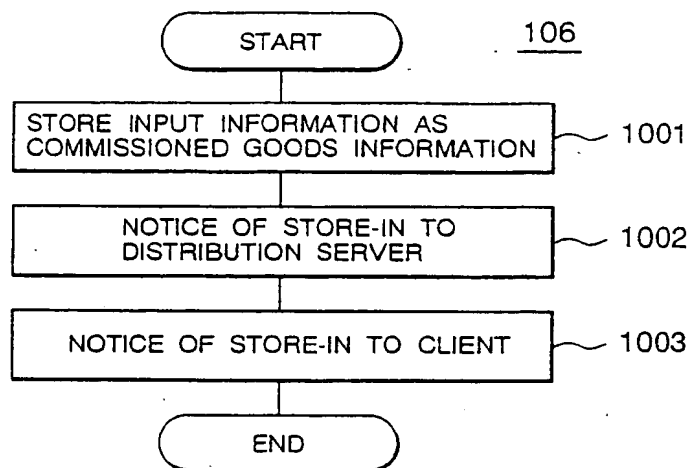 START
106
STORE INPUT INFORMATION AS
COMMISSIONED GOODS INFORMATION
1001
NOTICE OF STORE-IN TO
DISTRIBUTION SERVER
1002
NOTICE OF STORE-IN TO CLIENT
1003
END